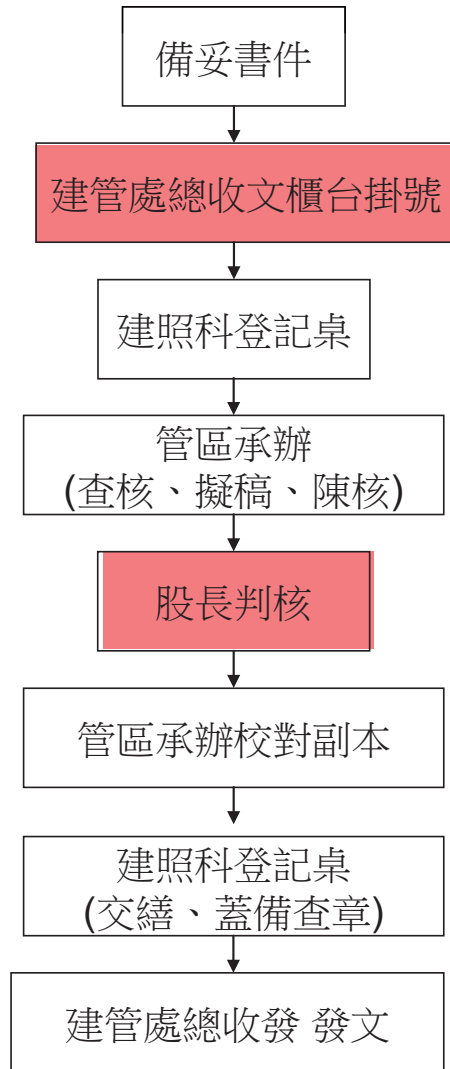 備妥書件
建管處總收文櫃台掛號
建照科登記桌
管區承辦
(查核、擬稿、陳核)
股長判核
管區承辦校對副本
建照科登記桌
(交繕、蓋備查章)
建管處總收發 發文